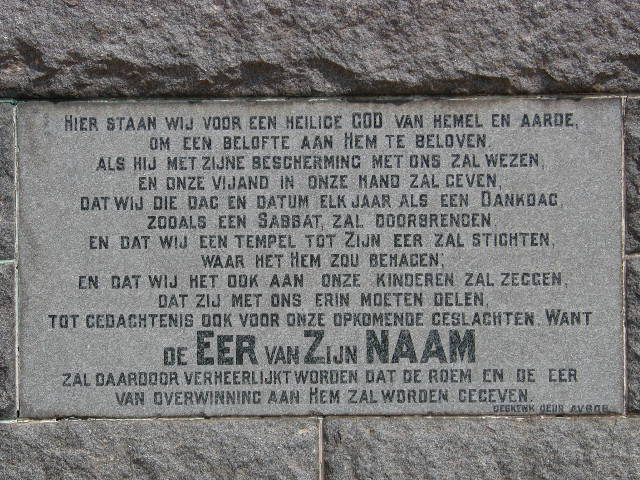 Hier staan wij voor een heilige GOD van hemel en aarde,
om een belofte aan Hem te beloven,
als Hij met zijne bescherming met ons zal wezen,
en onze vijand in onze hand zal geven,
dat wij die dag en datum elk jaar als een Dankdag,
zooals een Sabbat, zal doorbrengen
en dat wij een tempel tot Zijn eer zal stichten,
waar het Hem zou behagen;
en dat wij het ook aan onze kinderen zal zeggen,
dat zij met ons erin moeten delen,
tot gedachtenis ook voor onze opkomende geslachten. Want
de EER van Zijn NAAM
zal daardoor verheerlijkt worden dat de roem en de eer
van overwinning aan Hem zal worden gegeven.